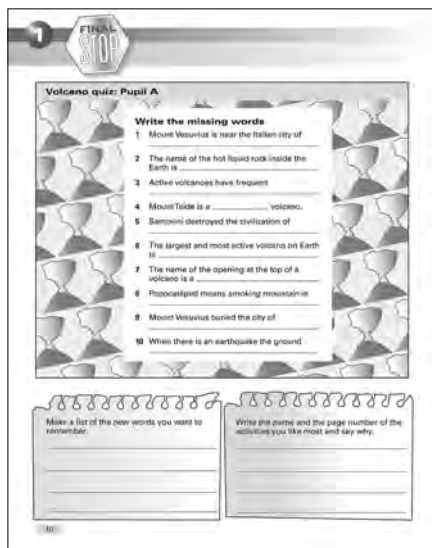 1
FINAL
STOP
Volcano quiz: Pupil A
Write the missing words
1 Mount Vesuvius is near the Italian city of
2 The name of the hot liquid rock inside the
Earth is
3 Active volcanoes have frequent
4 Mount Teide is a volcano.
5 Santorini destroyed the civilization of
6 The largest and most active volcano on Earth
is
7 The name of the opening at the top of a
volcano is a
8 Popocatépetl means smoking mountain in
9 Mount Vesuvius buried the city of
10 When there is an earthquake the ground
Make a list of the new words you want to
remember.
Write the name and the page number of the
activities you like most and say why.
10